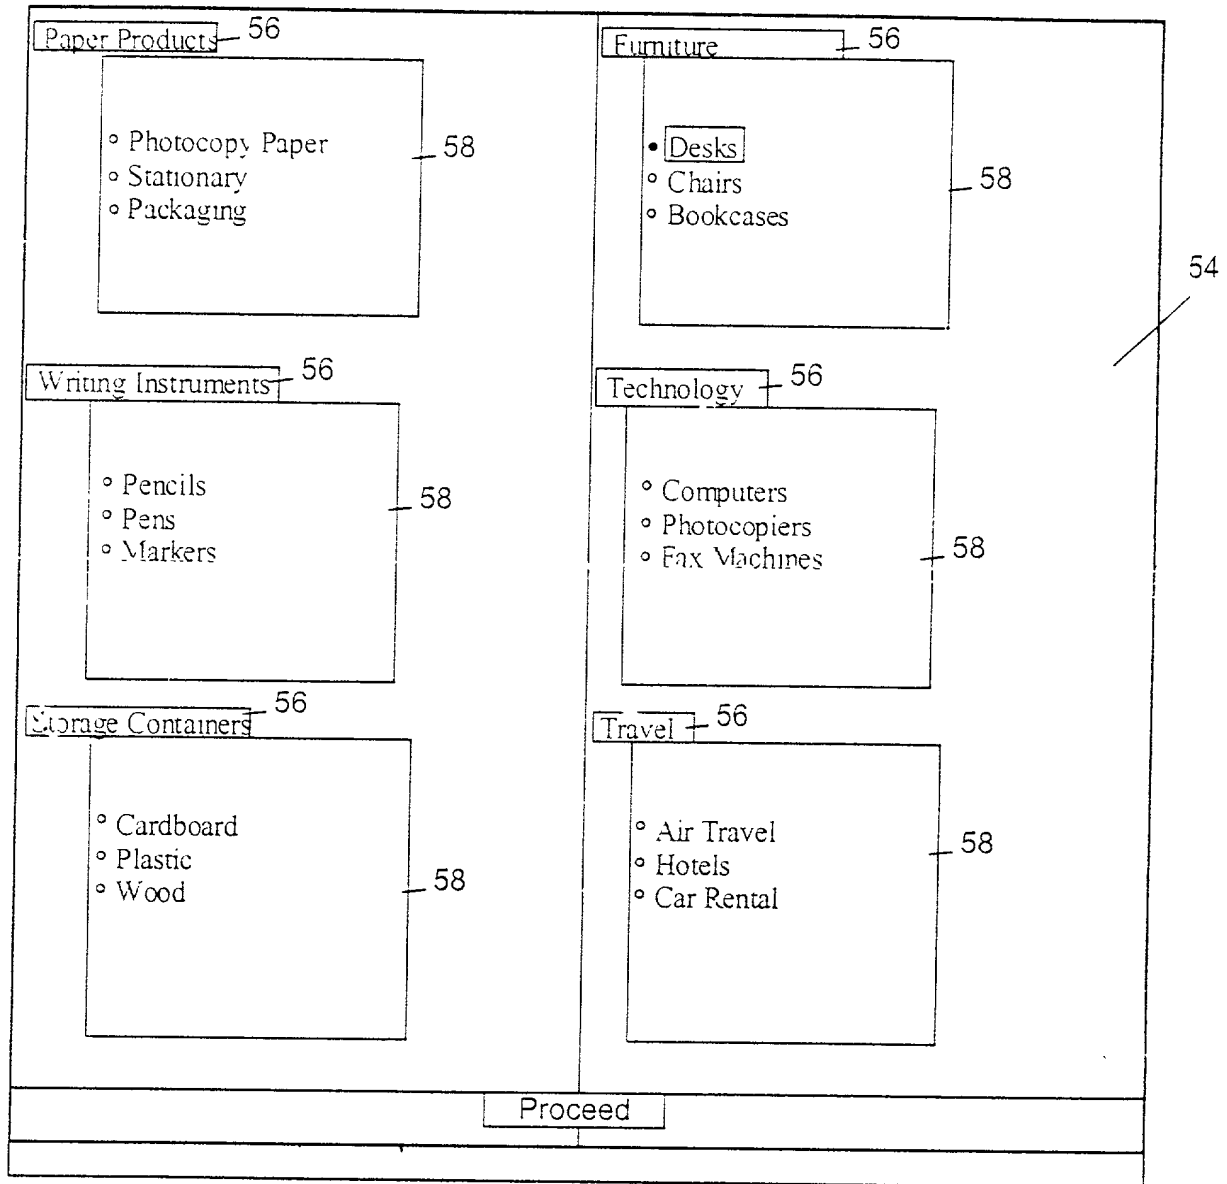 Paper Products 56
Photocopy Paper
Stationary
Packaging
58
Furniture 56
Desks
Chairs
Bookcases
58
54
Writing Instruments 56
Pencils
Pens
Markers
58
Technology 56
Computers
Photocopiers
Fax Machines
58
Storage Containers 56
Cardboard
Plastic
Wood
58
Travel 56
Air Travel
Hotels
Car Rental
58
Proceed